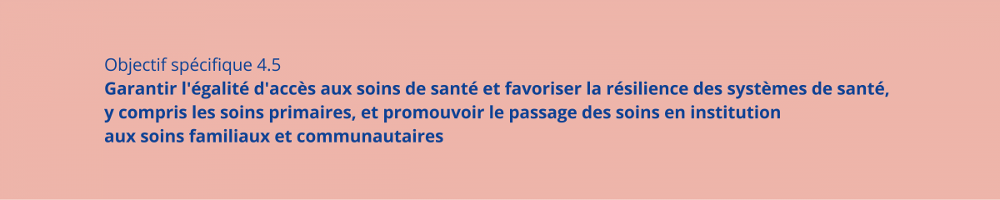 Objectif spécifique 4.5
Garantir l'égalité d'accès aux soins de santé et favoriser la résilience des systèmes de santé,
y compris les soins primaires, et promouvoir le passage des soins en institution
aux soins familiaux et communautaires